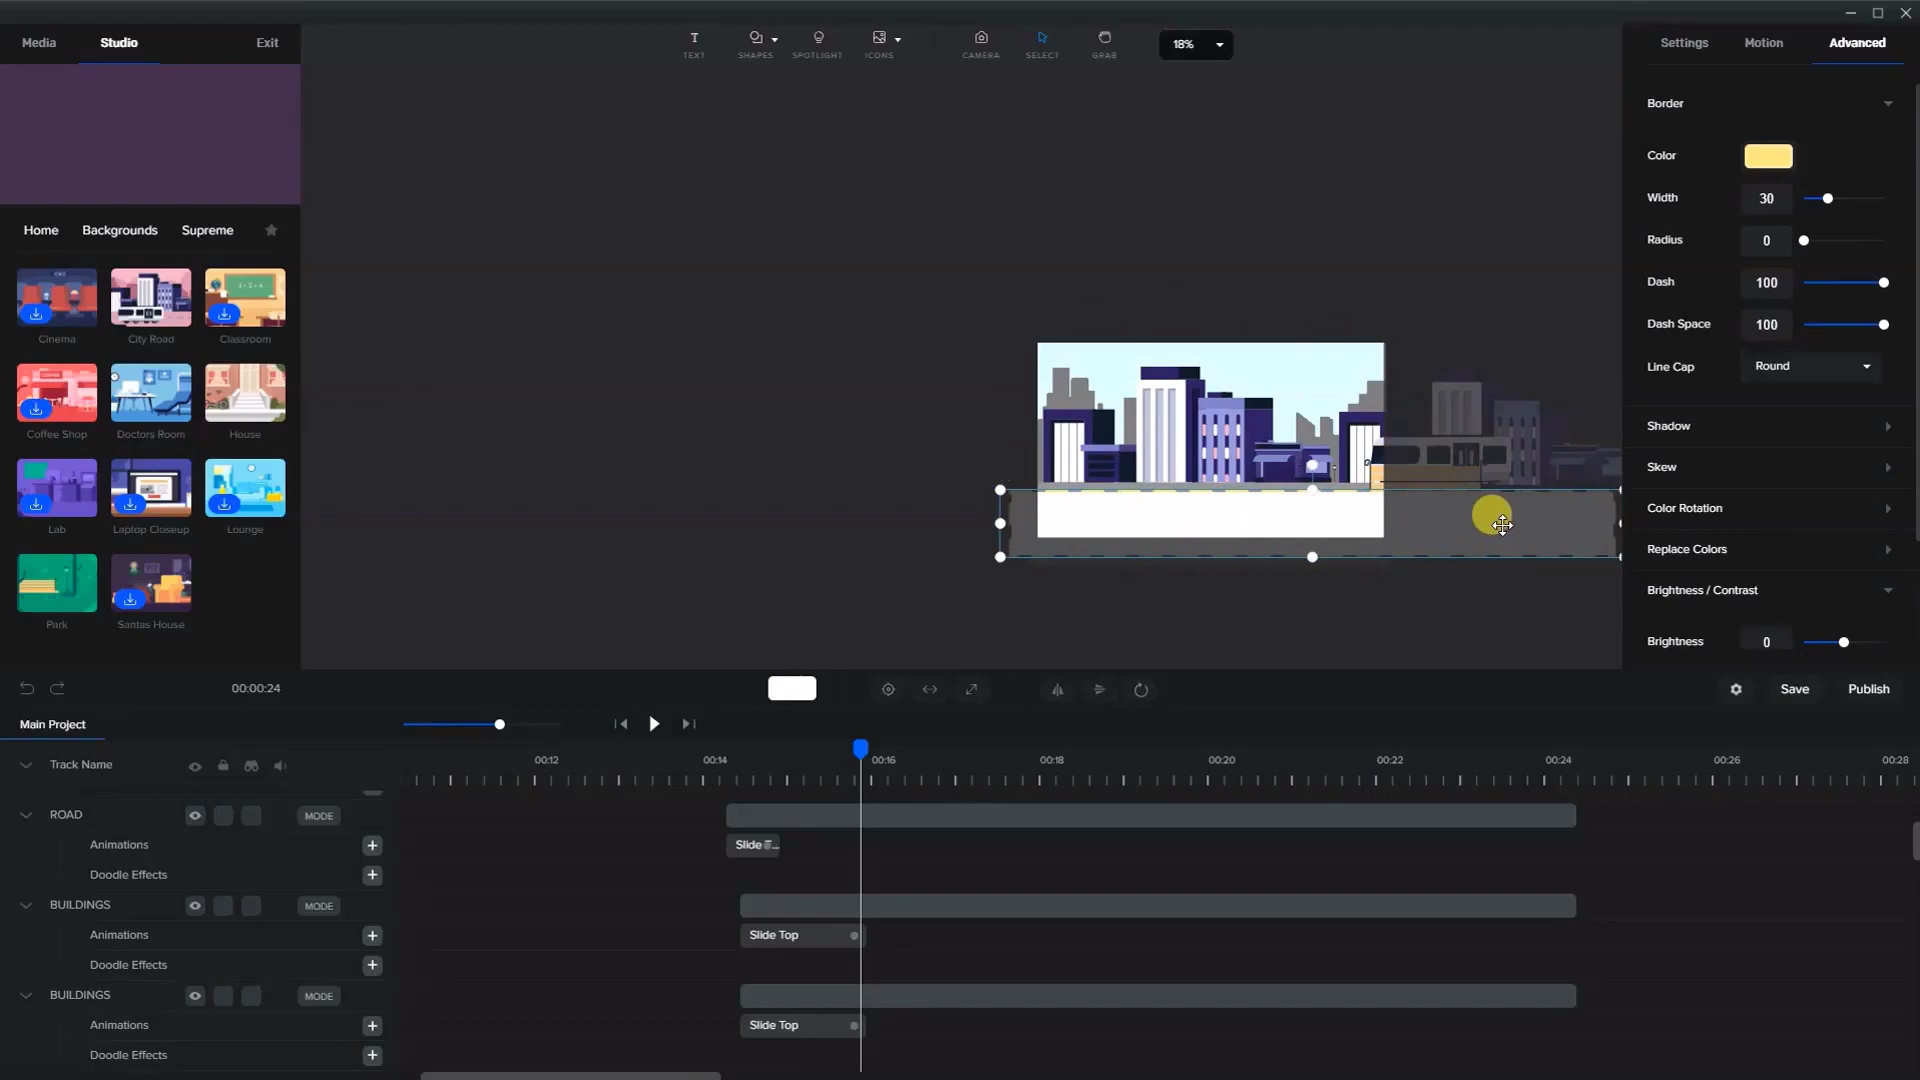 Media Studio Exit
TEXT SHAPES SPOTLIGHT ICONS CAMERA SELECT GRAB 18%
Settings Motion Advanced
Border
Color
Width 30
Radius 0
Dash 100
Dash Space 100
Line Cap Round
Shadow
Skew
Color Rotation
Replace Colors
Brightness / Contrast
Brightness 0
Home Backgrounds Supreme
Cinema City Road Classroom
Coffee Shop Doctors Room House
Lab Laptop Closeup Lounge
Park Santas House
00:00:24
Save Publish
Main Project
Track Name
00:12 00:14 00:16 00:18 00:20 00:22 00:24 00:26 00:28
ROAD MODE
Animations Slide
Doodle Effects
BUILDINGS MODE
Animations Slide Top
Doodle Effects
BUILDINGS MODE
Animations Slide Top
Doodle Effects